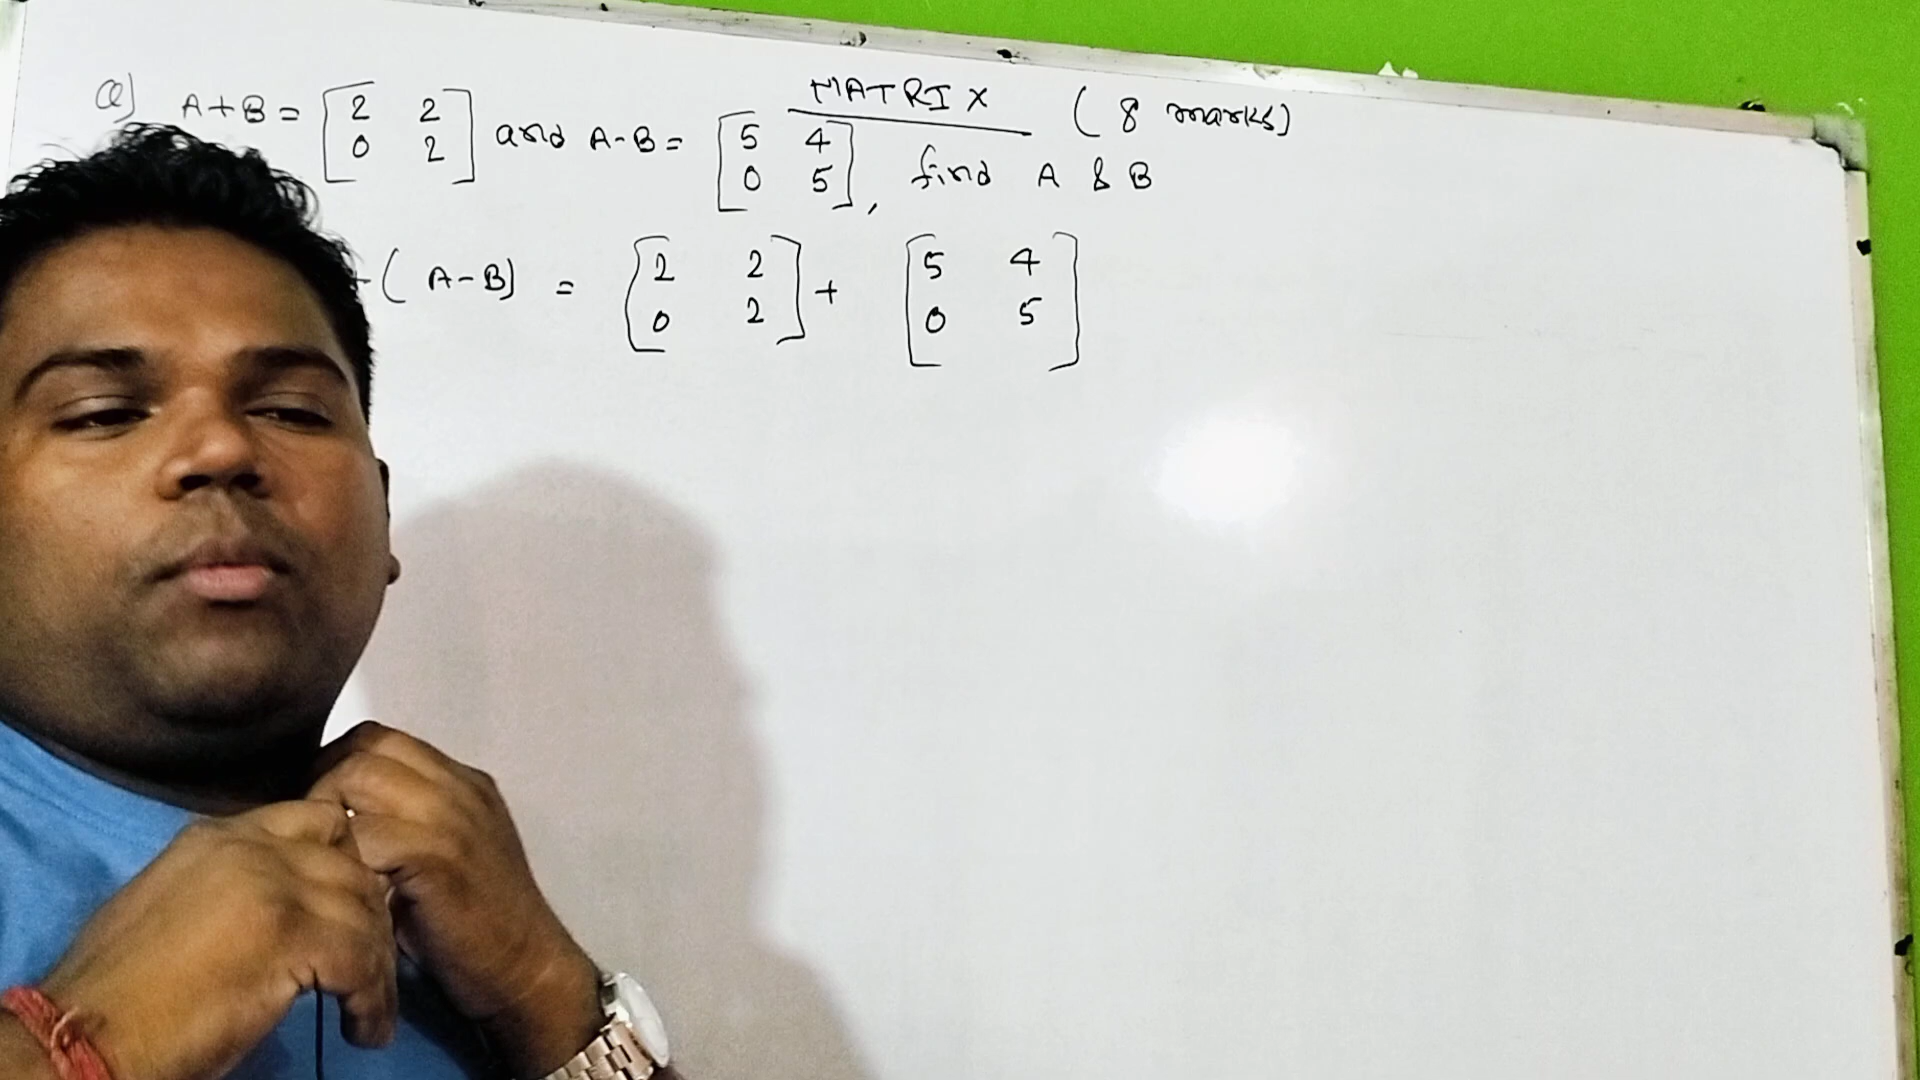 MATRIX (8 marks)
Q) A+B = [2 2 and A-B = [5 4 , find A & B
0 2] 0 5]
+(A-B) = [2 2 + [5 4
0 2] 0 5]